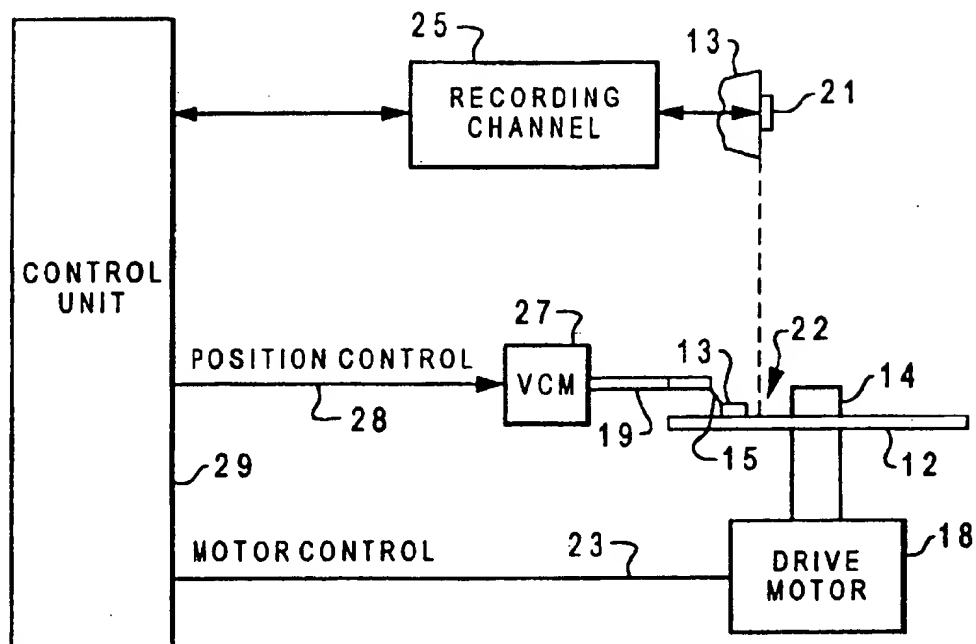 25
13
RECORDING
CHANNEL
21
CONTROL
UNIT
27
22
POSITION CONTROL
13
VCM
14
28
19
15
12
29
MOTOR CONTROL
23
18
DRIVE
MOTOR